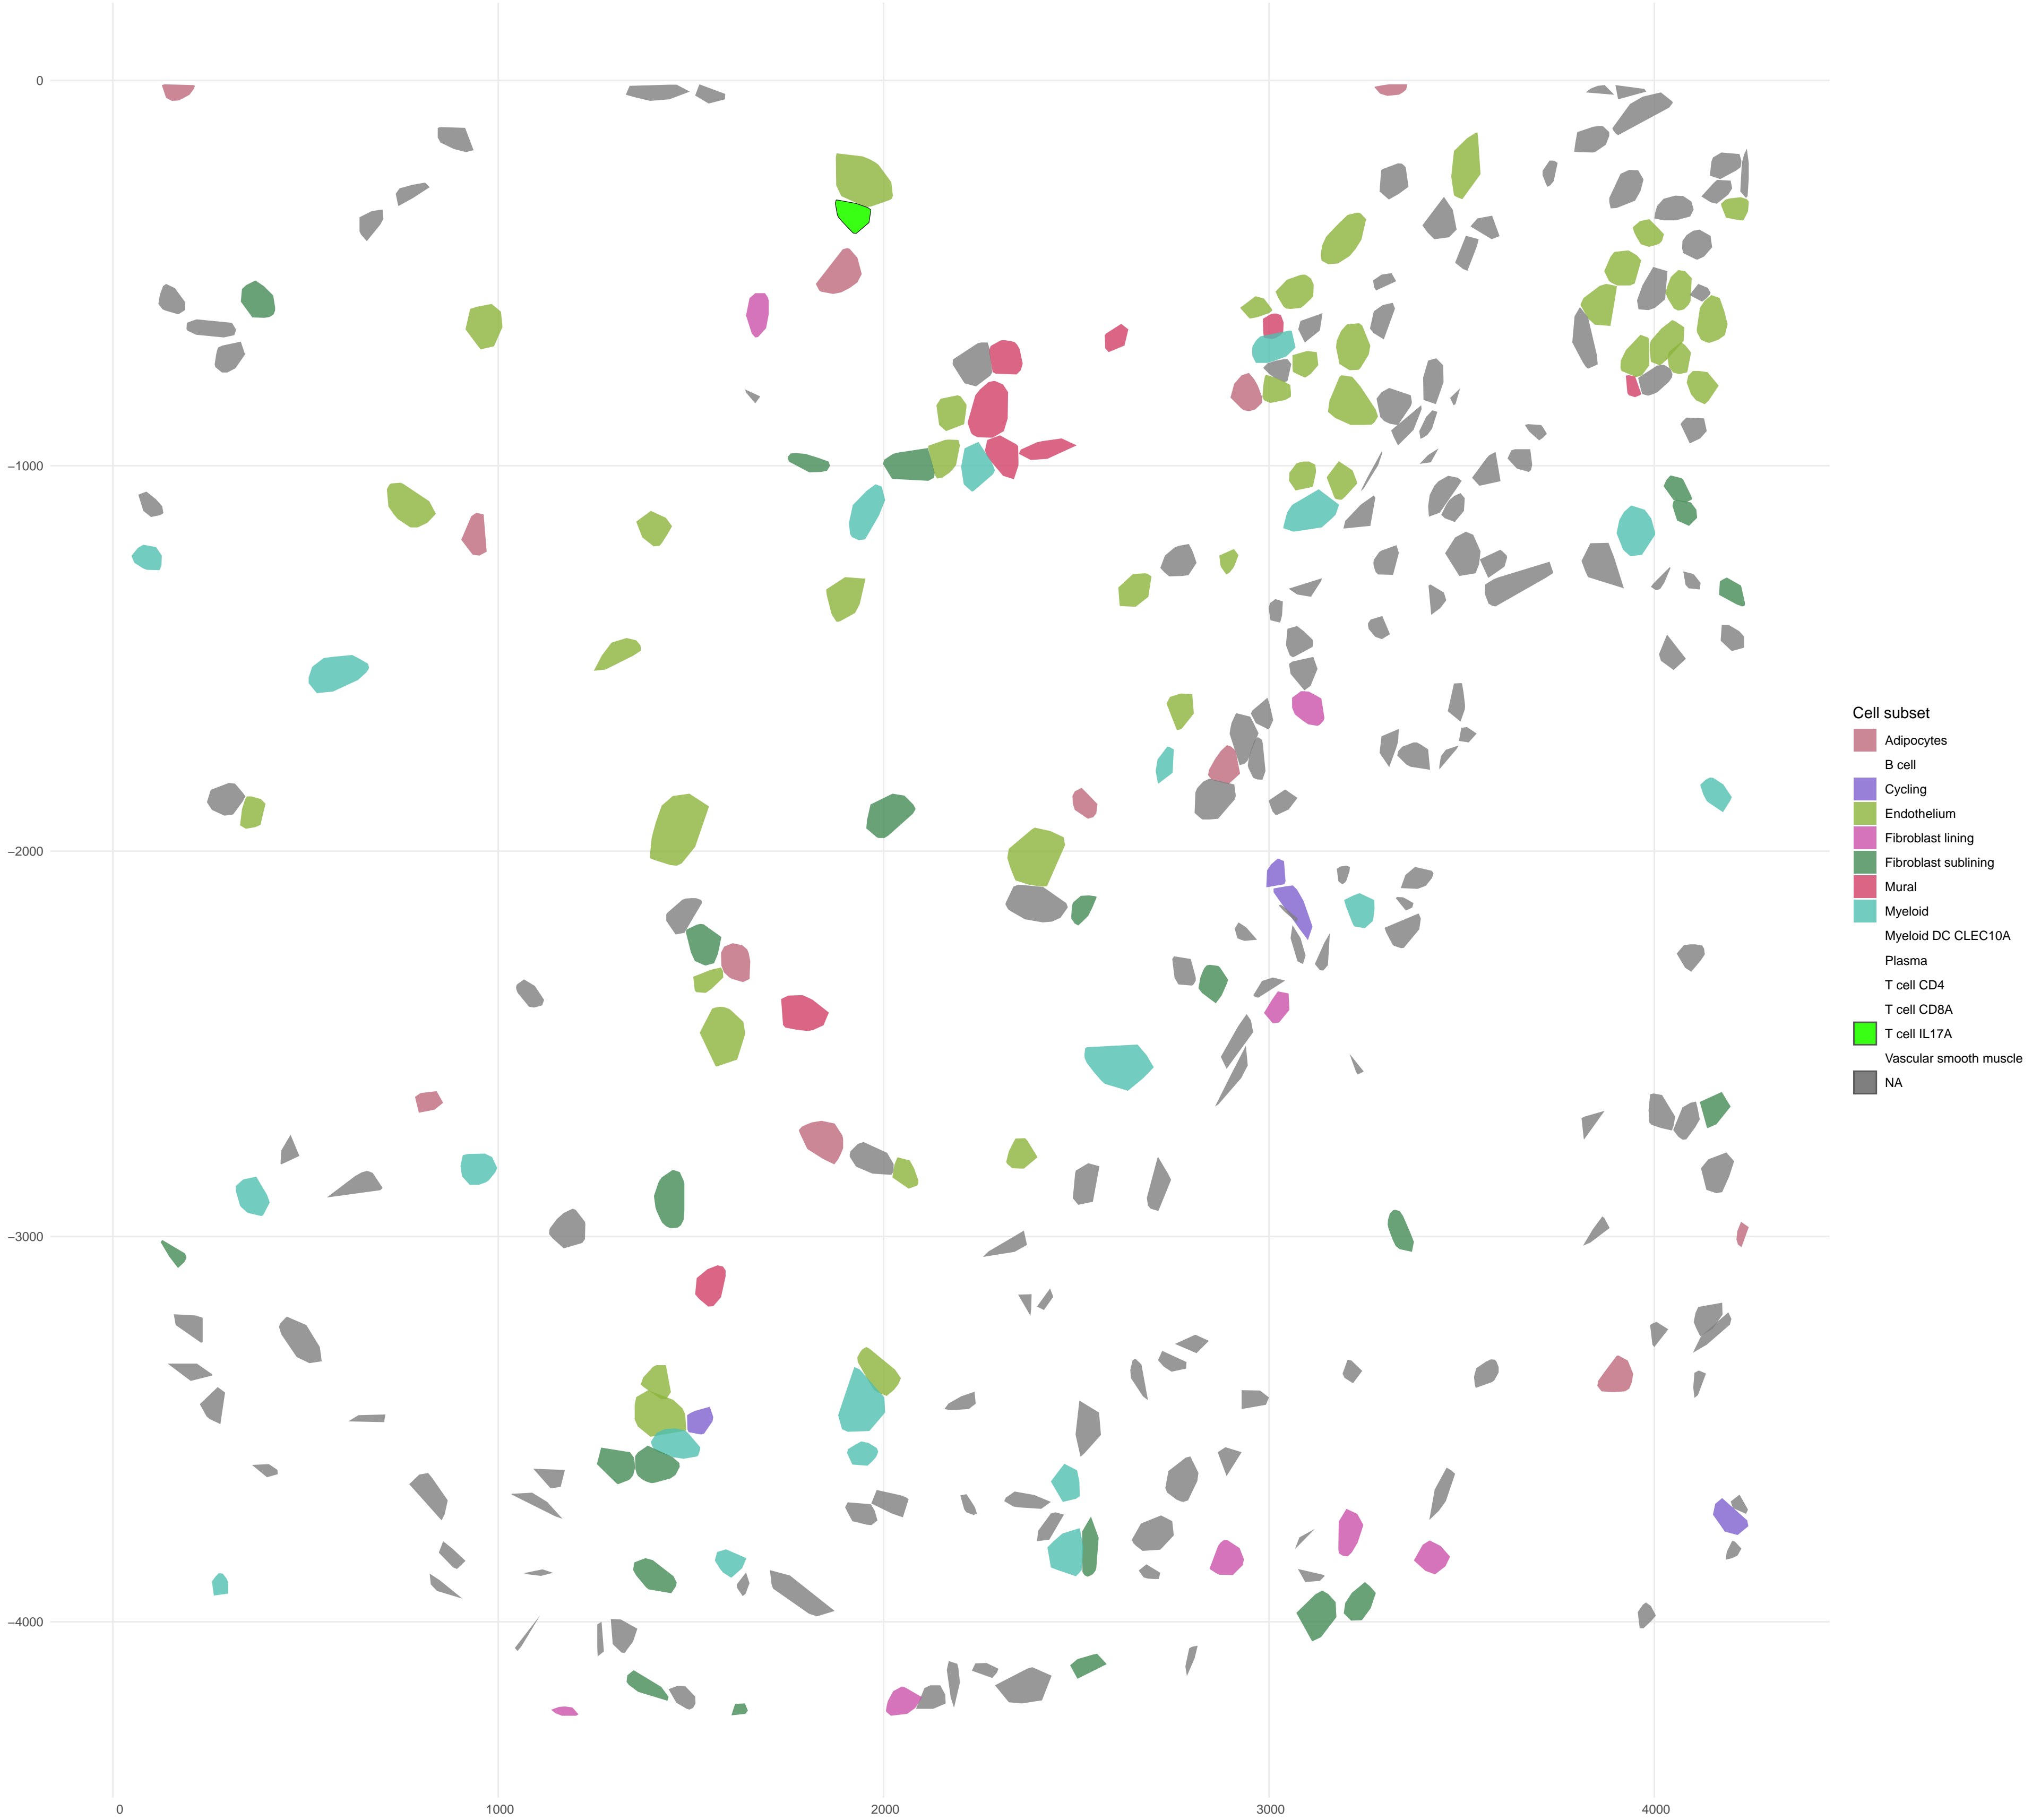 0
−1000
−2000
−3000
−4000
0
1000
2000
3000
4000
Cell subset
Adipocytes
B cell
Cycling
Endothelium
Fibroblast lining
Fibroblast sublining
Mural
Myeloid
Myeloid DC CLEC10A
Plasma
T cell CD4
T cell CD8A
T cell IL17A
Vascular smooth muscle
NA